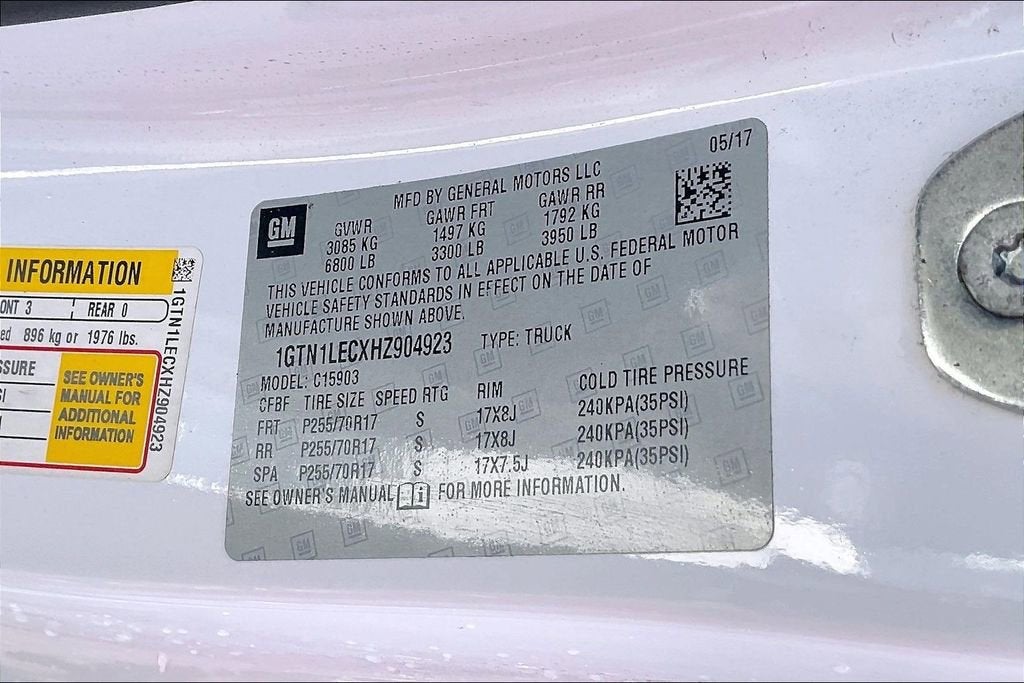 INFORMATION
ONT 3
REAR 0
896 kg or 1976 lbs.
SSURE
SEE OWNER'S
MANUAL FOR
ADDITIONAL
INFORMATION
1GTN1LECXHZ904923
05/17
MFD BY GENERAL MOTORS LLC
GM
GVWR GAWR FRT GAWR RR
3085 KG 1497 KG 1792 KG
6800 LB 3300 LB 3950 LB
THIS VEHICLE CONFORMS TO ALL APPLICABLE U.S. FEDERAL MOTOR
VEHICLE SAFETY STANDARDS IN EFFECT ON THE DATE OF
MANUFACTURE SHOWN ABOVE.
1GTN1LECXHZ904923 TYPE: TRUCK
MODEL: C15903
CFBF TIRE SIZE SPEED RTG RIM COLD TIRE PRESSURE
FRT P255/70R17 S 17X8J 240KPA(35PSI)
RR P255/70R17 S 17X8J 240KPA(35PSI)
SPA P255/70R17 S 17X7.5J 240KPA(35PSI)
SEE OWNER'S MANUAL FOR MORE INFORMATION.